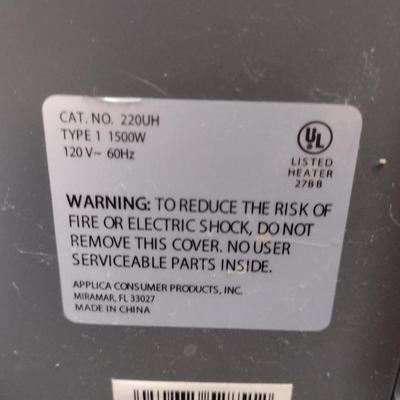 CAT. NO. 220UH
TYPE 1 1500W
120 V~ 60Hz
UL
LISTED
HEATER
27BB
WARNING: TO REDUCE THE RISK OF
FIRE OR ELECTRIC SHOCK, DO NOT
REMOVE THIS COVER. NO USER
SERVICEABLE PARTS INSIDE.
APPLICA CONSUMER PRODUCTS, INC.
MIRAMAR, FL 33027
MADE IN CHINA